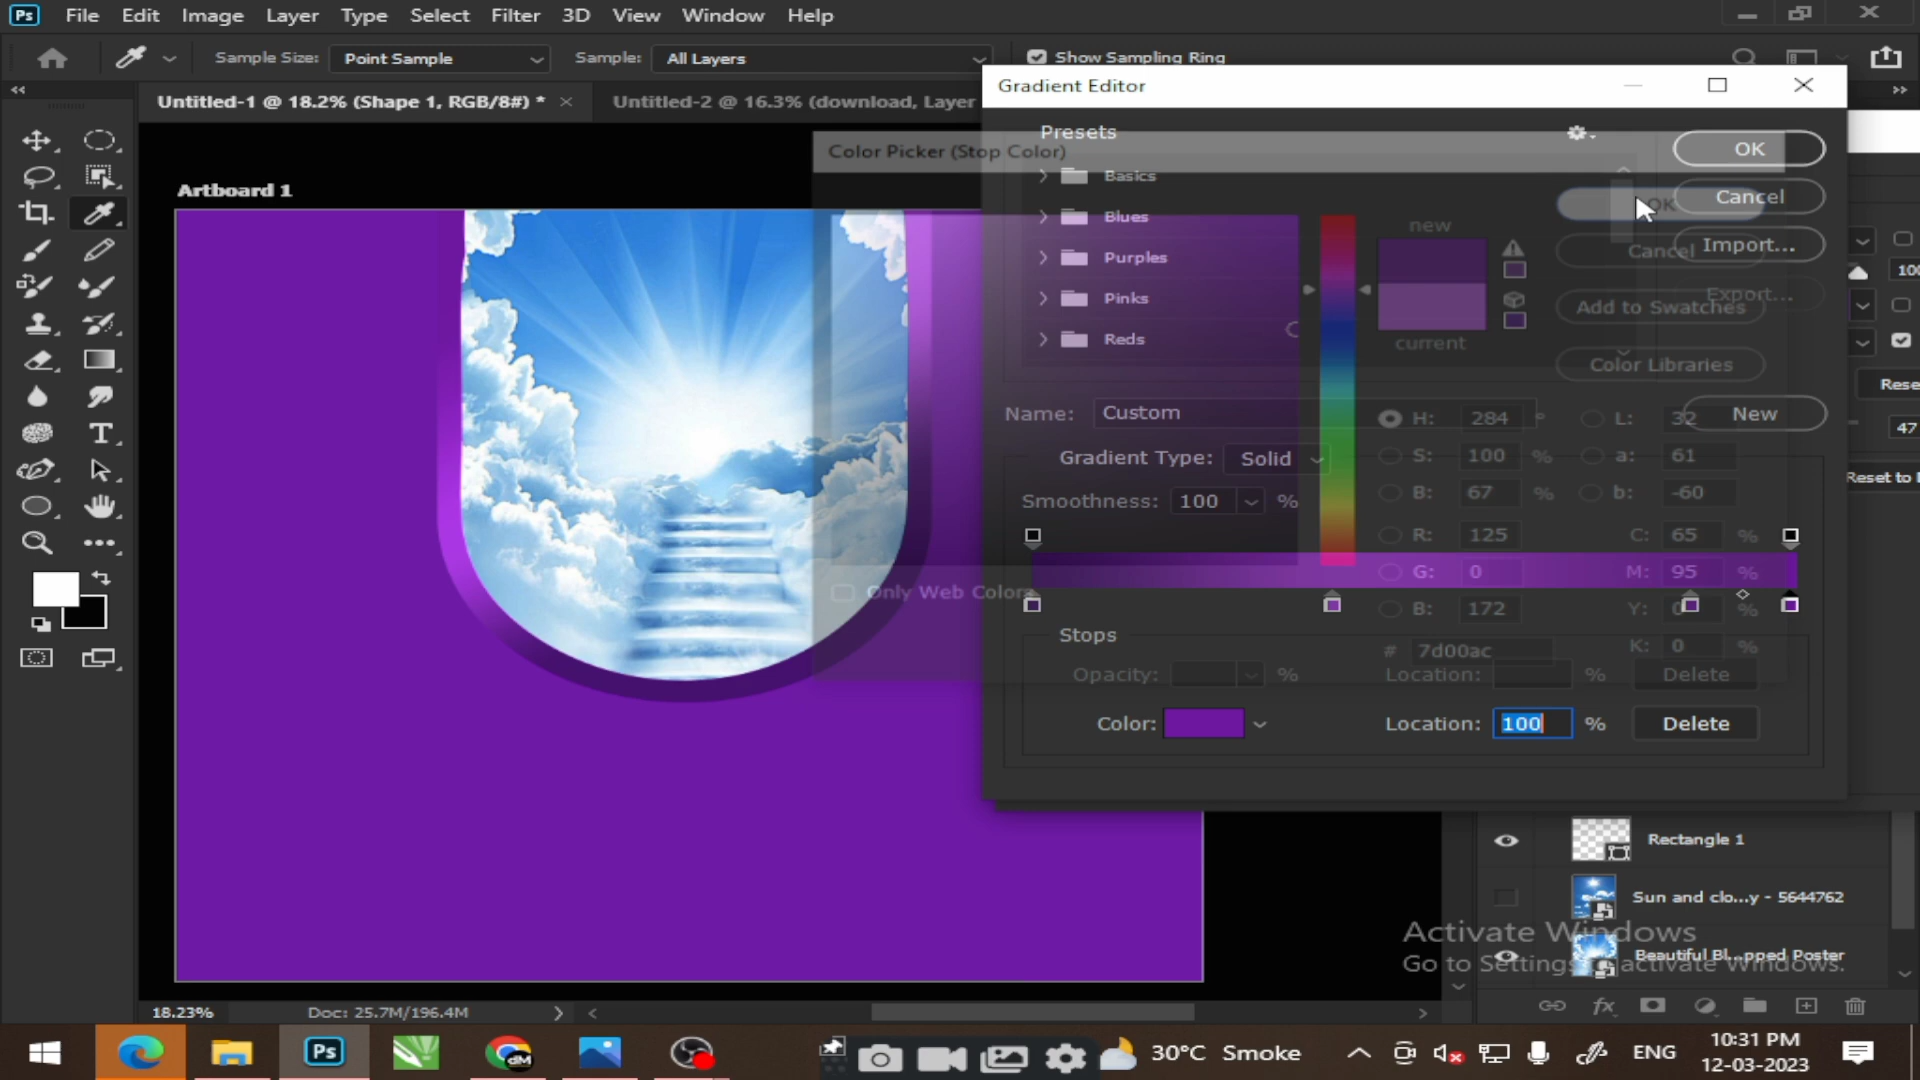 Ps File Edit Image Layer Type Select Filter 3D View Window Help
Sample Size: Point Sample Sample: All Layers Show Sampling Ring
Untitled-1 @ 18.2% (Shape 1, RGB/8#) * × Untitled-2 @ 16.3% (download, Layer
Artboard 1
Gradient Editor
Presets
Basics
Blues
Purples
Pinks
Reds
OK
Cancel
Import...
Export...
Name: Custom
New
Gradient Type: Solid
Smoothness: 100 %
Stops
Opacity: % Location: % Delete
Color: Location: 100 % Delete
Color Picker (Stop Color)
new
current
OK
Cancel
Add to Swatches
Color Libraries
H: 284 ° L: 32
S: 100 % a: 61
B: 67 % b: -60
R: 125 C: 65 %
G: 0 M: 95 %
B: 172 Y: 0 %
# 7d00ac K: 0 %
Only Web Colors
100
Rese
47
Reset to
Rectangle 1
Sun and clo...y - 5644762
Beautiful Bl...pped Poster
Activate Windows
Go to Settings to activate Windows.
18.23% Doc: 25.7M/196.4M
30°C Smoke
ENG
10:31 PM
12-03-2023